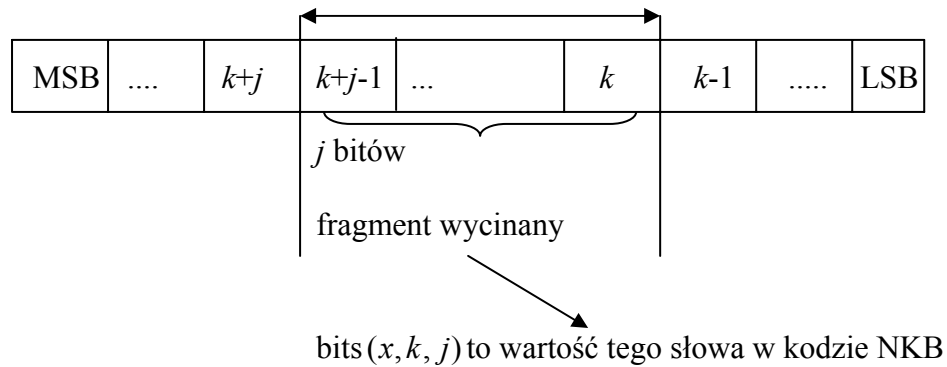 MSB .... k+j k+j-1 ... k k-1 ..... LSB
j bitów
fragment wycinany
bits (x, k, j) to wartość tego słowa w kodzie NKB